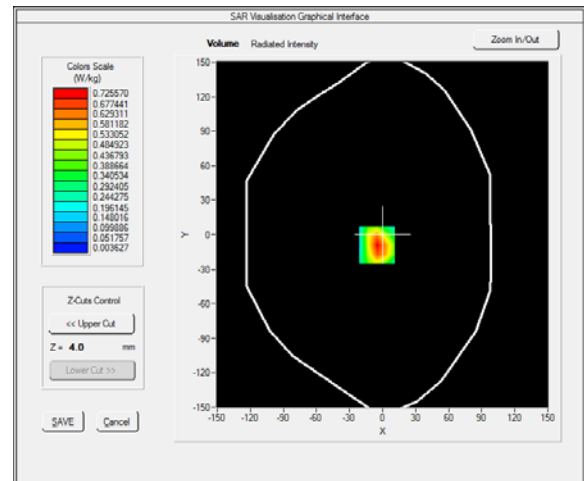 SAR Visualisation Graphical Interface
Volume Radiated Intensity
Zoom In/Out
Colors Scale
(W/kg)
0.725570
0.677441
0.629311
0.581182
0.533052
0.484923
0.436793
0.388664
0.340534
0.292405
0.244275
0.196145
0.148016
0.099886
0.051757
0.003627
Z-Cuts Control
<< Upper Cut
Z = 4.0 mm
Lower Cut >>
SAVE Cancel
150
120
90
60
30
0
-30
-60
-90
-120
-150
Y
-150 -120 -90 -60 -30 0 30 60 90 120 150
X